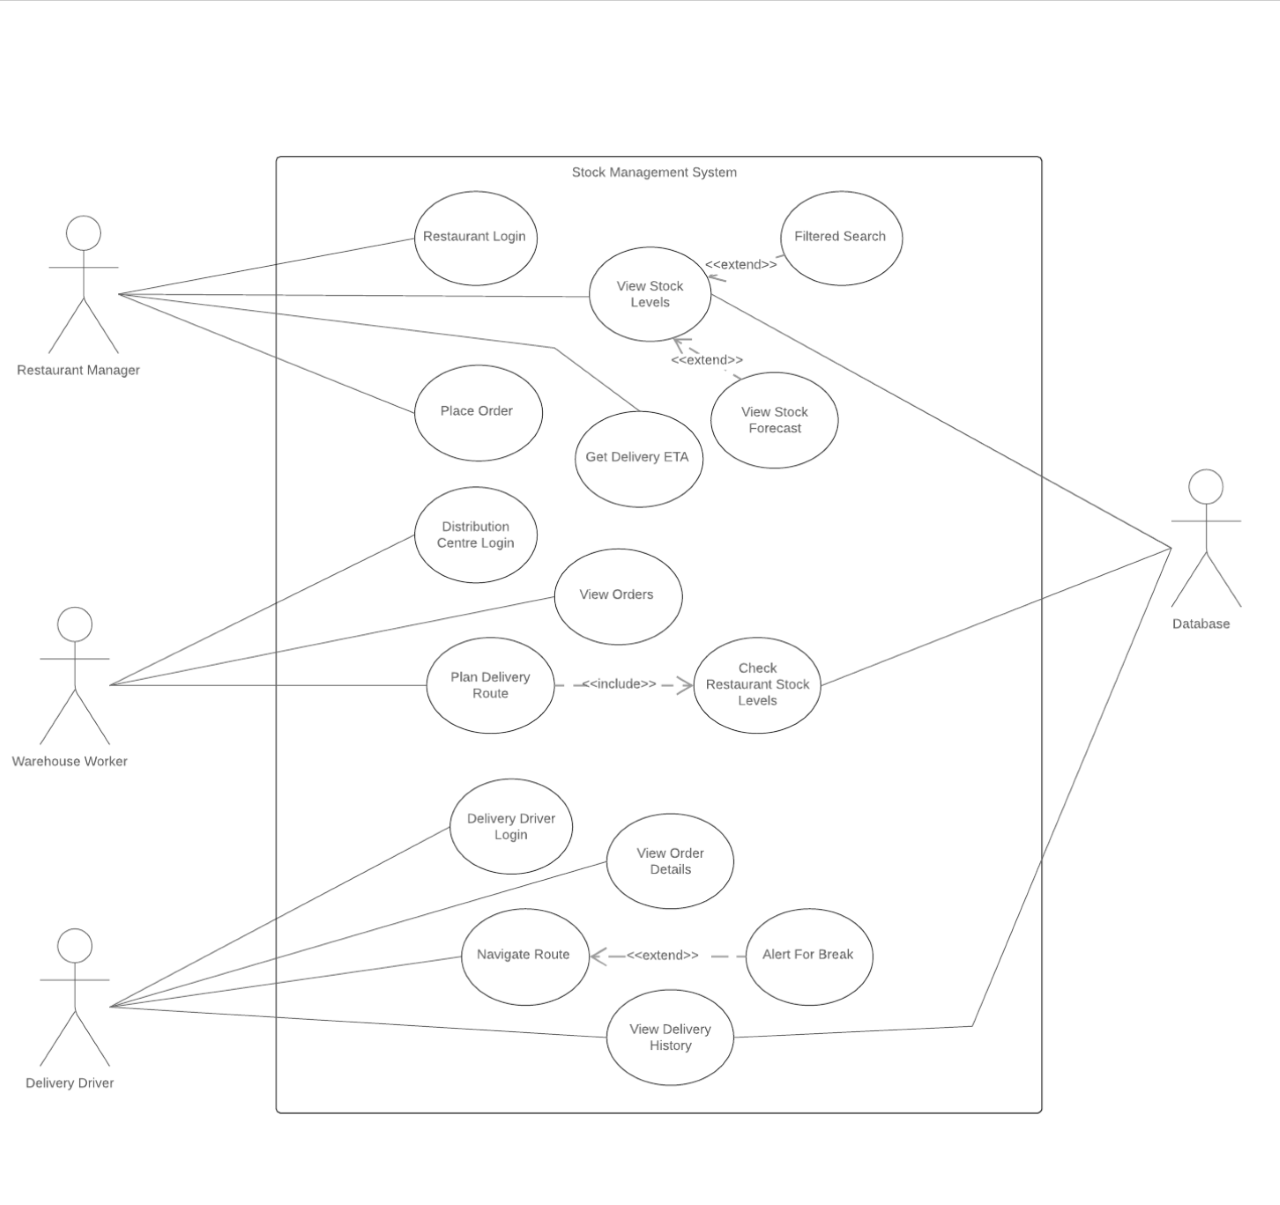 Stock Management System
Restaurant Login
Filtered Search
<<extend>>
View Stock
Levels
<<extend>>
Restaurant Manager
Place Order
View Stock
Forecast
Get Delivery ETA
Distribution
Centre Login
View Orders
Database
Plan Delivery
Route
<<include>>
Check
Restaurant Stock
Levels
Warehouse Worker
Delivery Driver
Login
View Order
Details
Navigate Route
<<extend>>
Alert For Break
View Delivery
History
Delivery Driver